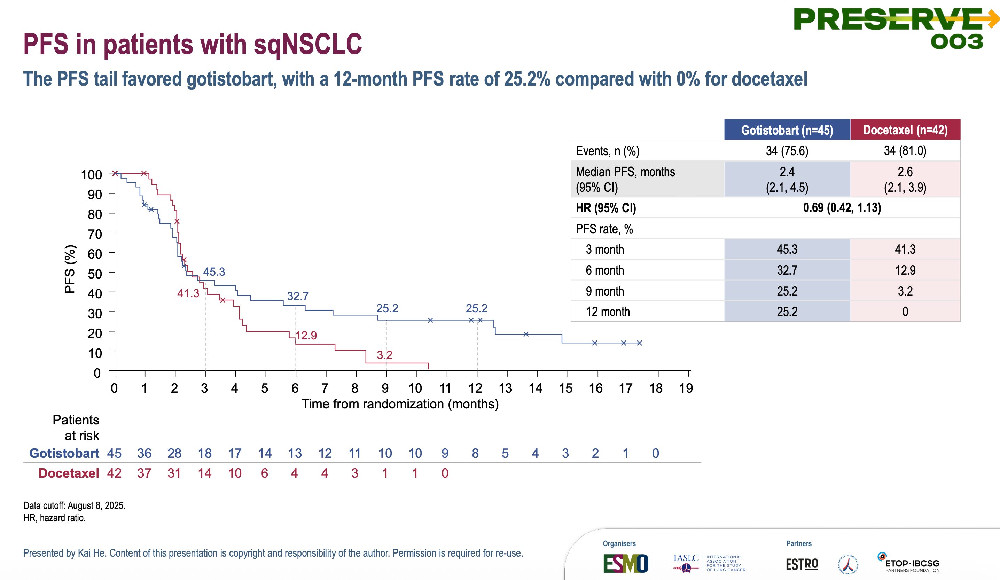 PRESERVE
003
PFS in patients with sqNSCLC
The PFS tail favored gotistobart, with a 12-month PFS rate of 25.2% compared with 0% for docetaxel
Gotistobart (n=45) Docetaxel (n=42)
Events, n (%) 34 (75.6) 34 (81.0)
Median PFS, months 2.4 2.6
(95% CI) (2.1, 4.5) (2.1, 3.9)
HR (95% CI) 0.69 (0.42, 1.13)
PFS rate, %
3 month 45.3 41.3
6 month 32.7 12.9
9 month 25.2 3.2
12 month 25.2 0
PFS (%)
100
90
80
70
60
50
40
30
20
10
0
45.3
41.3
32.7
12.9
25.2
3.2
25.2
0 1 2 3 4 5 6 7 8 9 10 11 12 13 14 15 16 17 18 19
Time from randomization (months)
Patients
at risk
Gotistobart 45 36 28 18 17 14 13 12 11 10 10 9 8 5 4 3 2 1 0
Docetaxel 42 37 31 14 10 6 4 4 3 1 1 0
Data cutoff: August 8, 2025.
HR, hazard ratio.
Presented by Kai He. Content of this presentation is copyright and responsibility of the author. Permission is required for re-use.
Organisers
ESMO
IASLC
INTERNATIONAL
ASSOCIATION
FOR THE STUDY
OF LUNG CANCER
Partners
ESTRO
ETOP·IBCSG
PARTNERS FOUNDATION